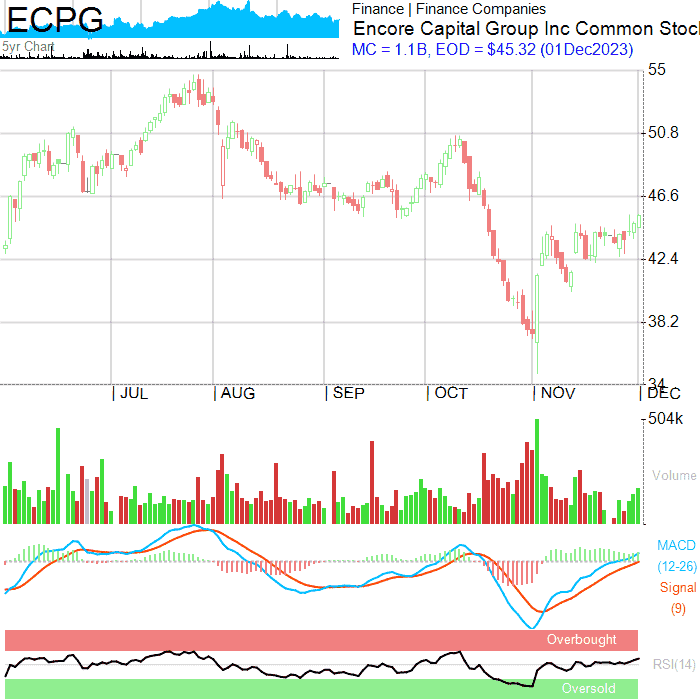 ECPG
5yr Chart
Finance | Finance Companies
Encore Capital Group Inc Common Stoc
MC = 1.1B, EOD = $45.32 (01Dec2023)
55
50.8
46.6
42.4
38.2
34
JUL
AUG
SEP
OCT
NOV
DEC
504k
Volume
MACD
(12-26)
Signal
(9)
Overbought
RSI(14)
Oversold